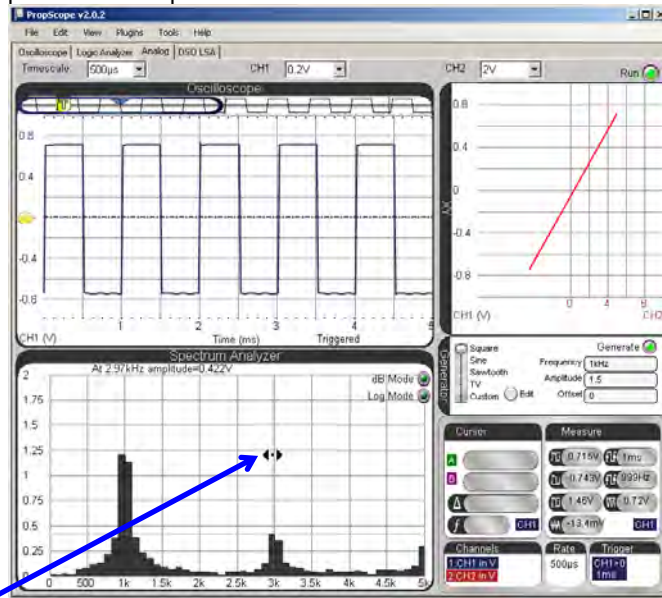 PropScope v2.0.2
File Edit View Plugins Tools Help
Oscilloscope Logic Analyzer Analog DSO LSA
Timescale 500µs CH1 0.2V CH2 2V Run
Oscilloscope
0.8
0.4
-0.4
-0.8
1 2 3 4 5
CH1 (V) Time (ms) Triggered
XY
0.8
0.4
0
-0.4
-0.8
0 4 8
CH1 (V) CH2
Spectrum Analyzer
At 2.97kHz amplitude=0.422V
dB Mode
Log Mode
2
1.75
1.5
1.25
1
0.75
0.5
0.25
0 500 1k 1.5k 2k 2.5k 3k 3.5k 4k 4.5k 5k
Generator
Square
Sine
Sawtooth
TV
Custom Edit
Generate
Frequency 1kHz
Amplitude 1.5
Offset 0
Cursor
A
B
Δ
f CH1
Measure
0.715V 1ms
-0.743V 999Hz
1.46V 0.72V
-13.4mV CH1
Channels
1.CH1 in V
2.CH2 in V
Rate
500µs
Trigger
CH1>0
1ms